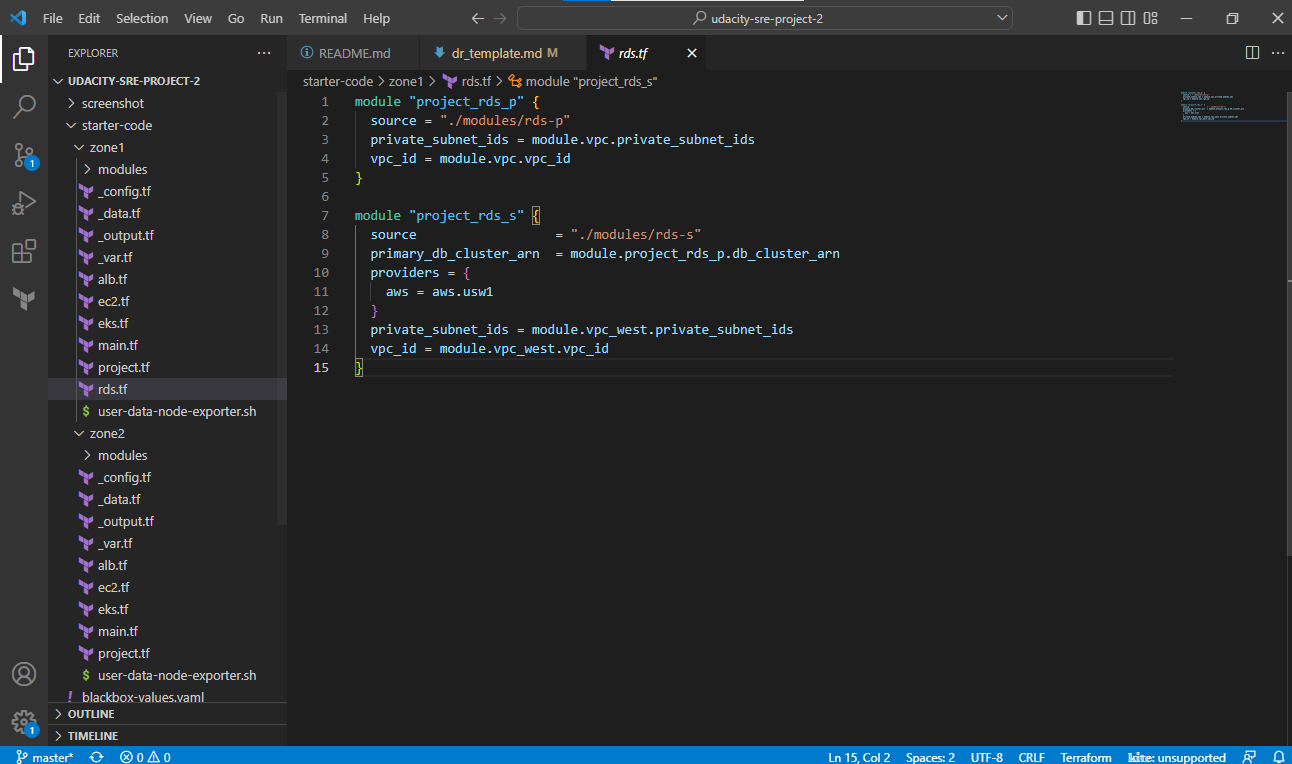 File Edit Selection View Go Run Terminal Help
udacity-sre-project-2
EXPLORER
UDACITY-SRE-PROJECT-2
screenshot
starter-code
zone1
modules
_config.tf
_data.tf
_output.tf
_var.tf
alb.tf
ec2.tf
eks.tf
main.tf
project.tf
rds.tf
$ user-data-node-exporter.sh
zone2
modules
_config.tf
_data.tf
_output.tf
_var.tf
alb.tf
ec2.tf
eks.tf
main.tf
project.tf
$ user-data-node-exporter.sh
! blackbox-values.yaml
OUTLINE
TIMELINE
1
1
README.md dr_template.md M rds.tf
starter-code > zone1 > rds.tf > module "project_rds_s"
1 module "project_rds_p" {
2 source = "./modules/rds-p"
3 private_subnet_ids = module.vpc.private_subnet_ids
4 vpc_id = module.vpc.vpc_id
5 }
6
7 module "project_rds_s" {
8 source = "./modules/rds-s"
9 primary_db_cluster_arn = module.project_rds_p.db_cluster_arn
10 providers = {
11 aws = aws.usw1
12 }
13 private_subnet_ids = module.vpc_west.private_subnet_ids
14 vpc_id = module.vpc_west.vpc_id
15 }
master* 0 0 Ln 15, Col 2 Spaces: 2 UTF-8 CRLF Terraform kite: unsupported